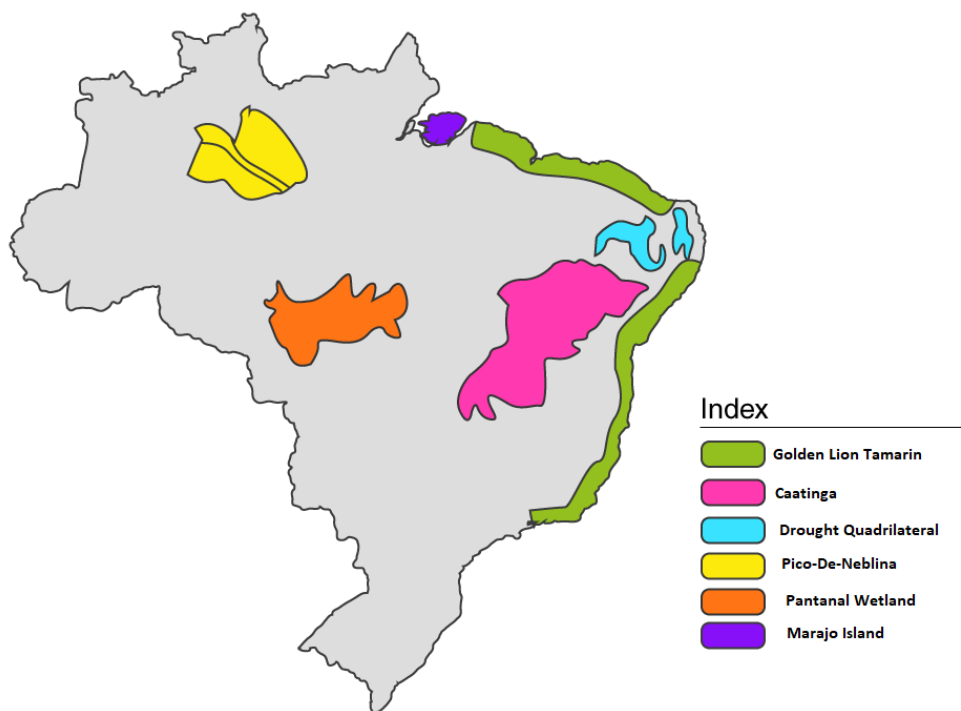 Index
Golden Lion Tamarin
Caatinga
Drought Quadrilateral
Pico-De-Neblina
Pantanal Wetland
Marajo Island